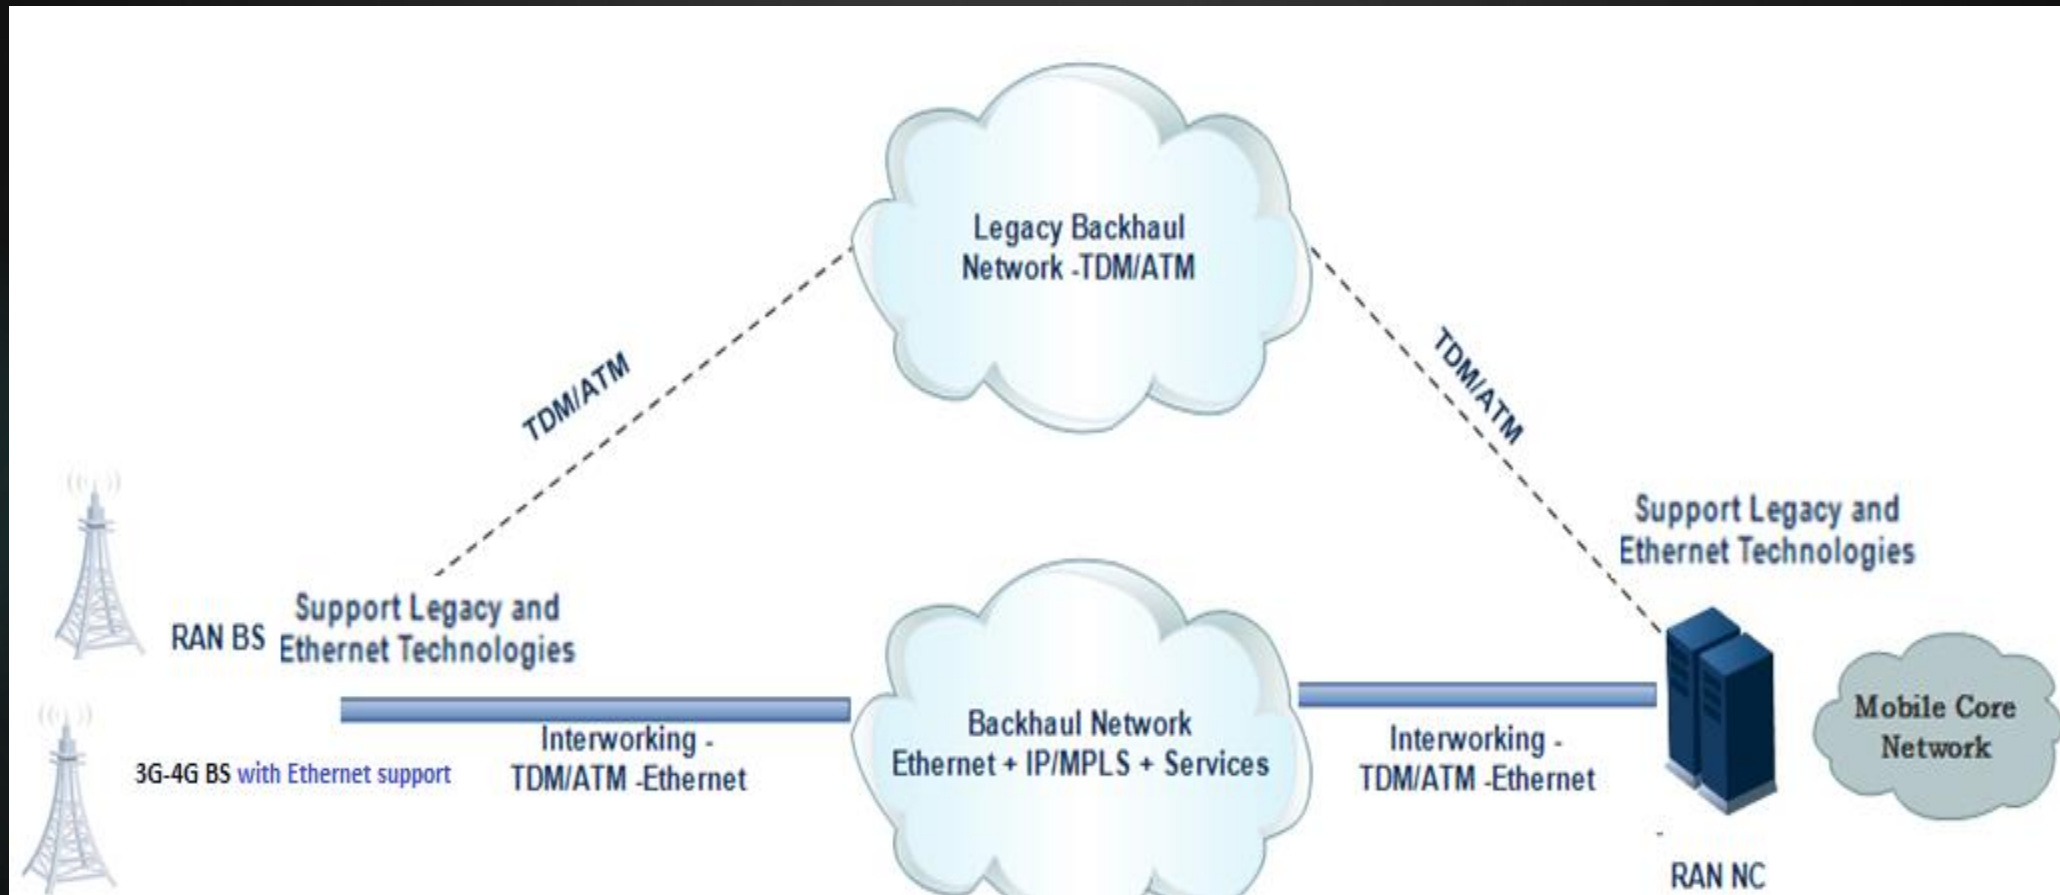 Legacy Backhaul
Network -TDM/ATM
TDM/ATM
TDM/ATM
Support Legacy and
Ethernet Technologies
RAN BS
Support Legacy and
Ethernet Technologies
Interworking -
TDM/ATM -Ethernet
3G-4G BS with Ethernet support
Backhaul Network
Ethernet + IP/MPLS + Services
Interworking -
TDM/ATM -Ethernet
Mobile Core
Network
RAN NC